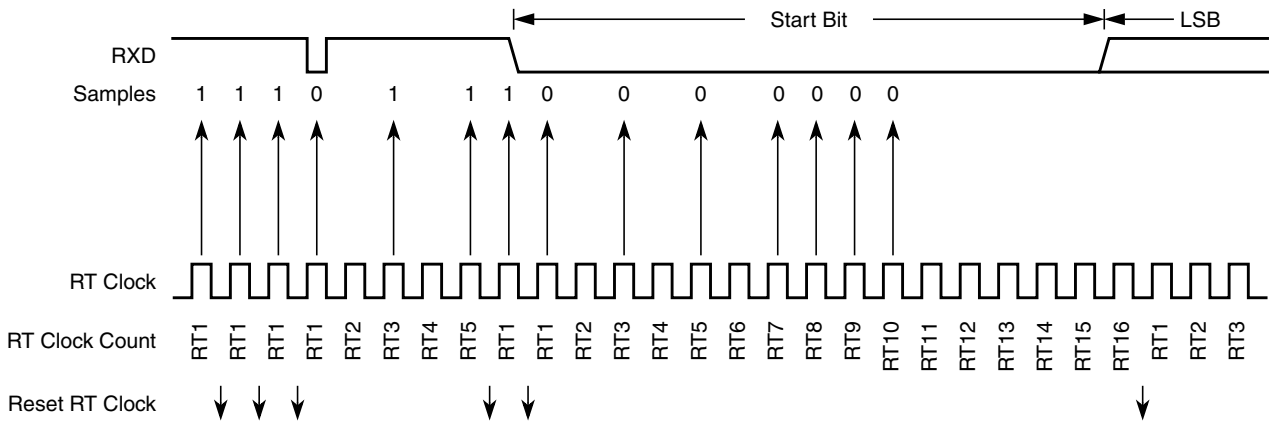 Start Bit LSB
RXD
Samples 1 1 1 0 1 1 1 0 0 0 0 0 0 0
RT Clock
RT Clock Count RT1 RT1 RT1 RT1 RT2 RT3 RT4 RT5 RT1 RT1 RT2 RT3 RT4 RT5 RT6 RT7 RT8 RT9 RT10 RT11 RT12 RT13 RT14 RT15 RT16 RT1 RT2 RT3
Reset RT Clock